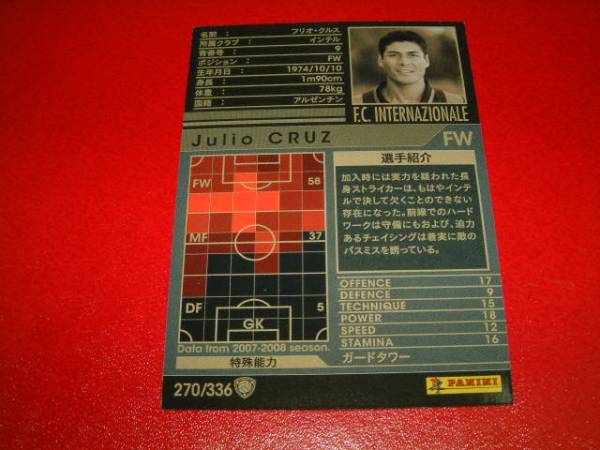 名前： フリオ・クルス
所属クラブ： インテル
背番号： 9
ポジション： FW
生年月日： 1974/10/10
身長： 1m90cm
体重： 78kg
国籍： アルゼンチン
F.C. INTERNAZIONALE
Julio CRUZ FW
FW 58
MF 37
DF 5
GK
Data from 2007-2008 season.
特殊能力
選手紹介
加入時には実力を疑われた長
身ストライカーは、もはやインテ
ルで決して欠くことのできない
存在になった。前線でのハード
ワークは守備にもおよび、迫力
あるチェイシングは着実に敵の
パスミスを誘っている。
OFFENCE 17
DEFENCE 9
TECHNIQUE 15
POWER 18
SPEED 12
STAMINA 16
ガードタワー
270/336
PANINI